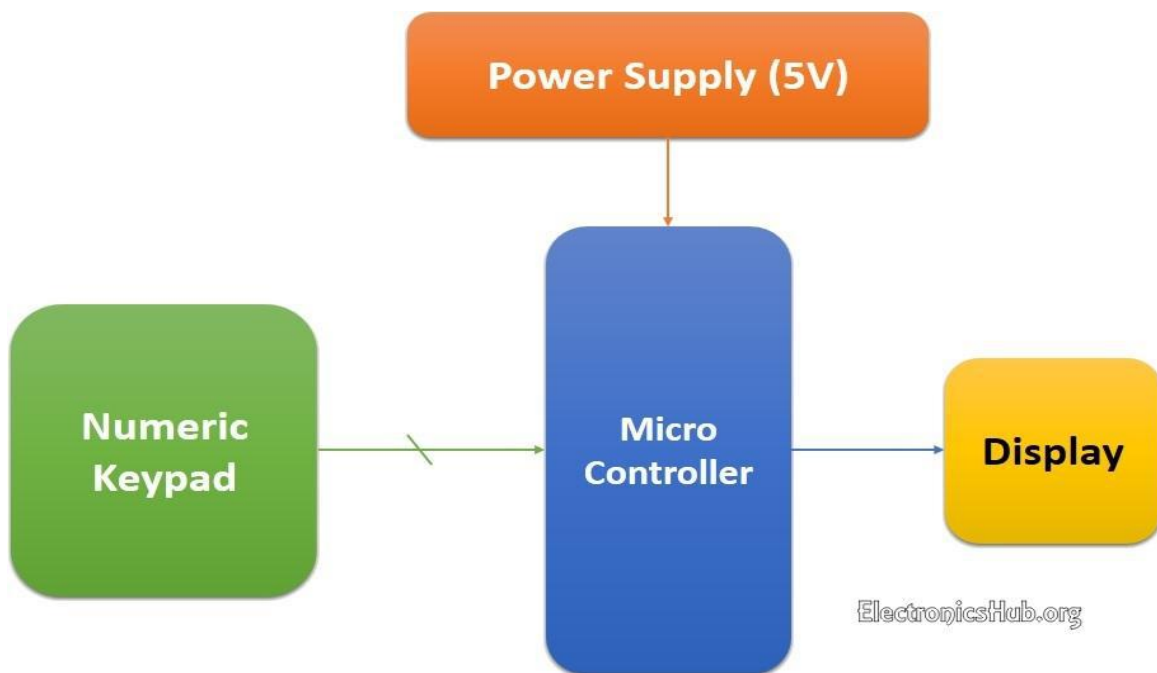 Power Supply (5V)
Numeric
Keypad
Micro
Controller
Display
ElectronicsHub.org